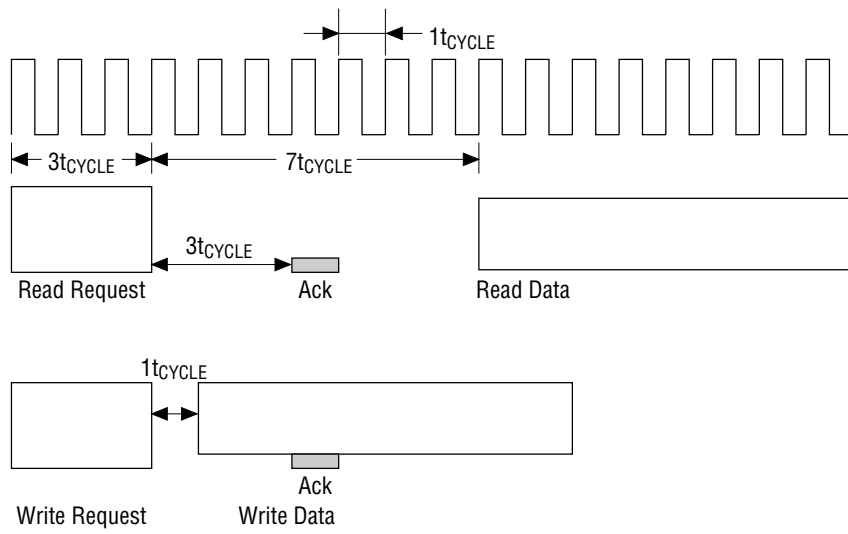 1tCYCLE
3tCYCLE 7tCYCLE
3tCYCLE
Read Request Ack Read Data
1tCYCLE
Ack
Write Request Write Data